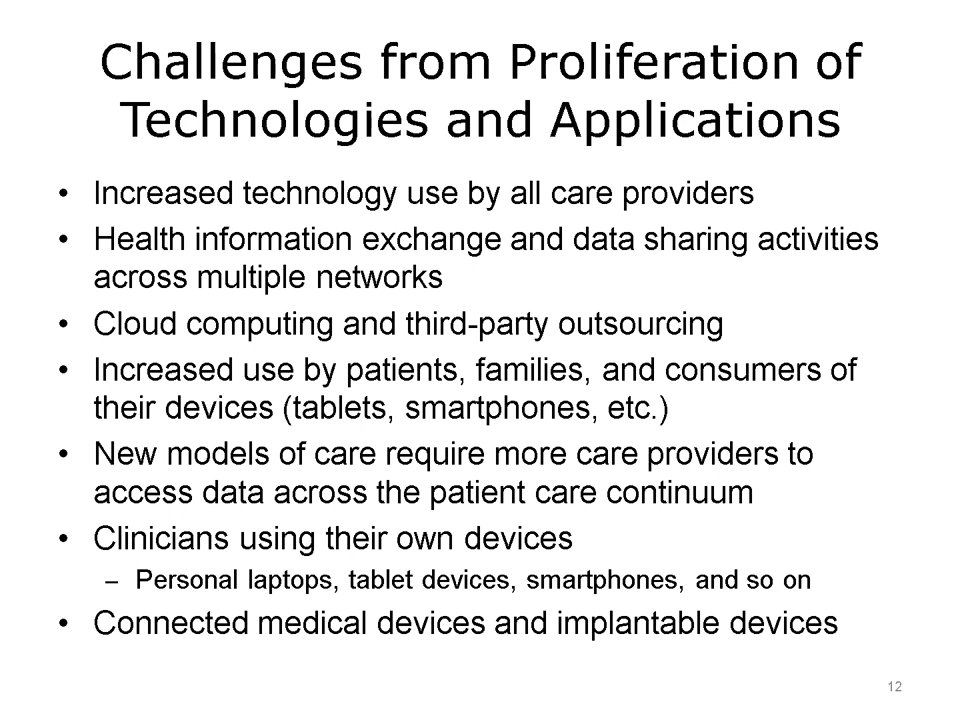 Challenges from Proliferation of
Technologies and Applications
• Increased technology use by all care providers
• Health information exchange and data sharing activities
across multiple networks
• Cloud computing and third-party outsourcing
• Increased use by patients, families, and consumers of
their devices (tablets, smartphones, etc.)
• New models of care require more care providers to
access data across the patient care continuum
• Clinicians using their own devices
– Personal laptops, tablet devices, smartphones, and so on
• Connected medical devices and implantable devices
12